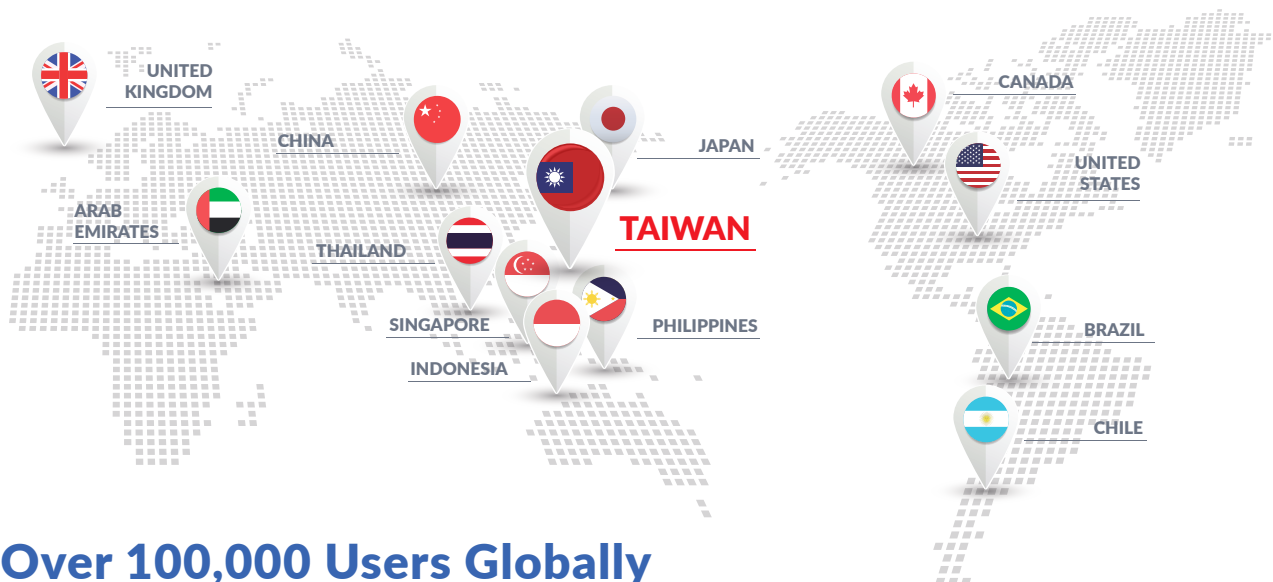 UNITED
KINGDOM
CHINA
JAPAN
CANADA
UNITED
STATES
ARAB
EMIRATES
TAIWAN
THAILAND
SINGAPORE
PHILIPPINES
BRAZIL
INDONESIA
CHILE
Over 100,000 Users Globally